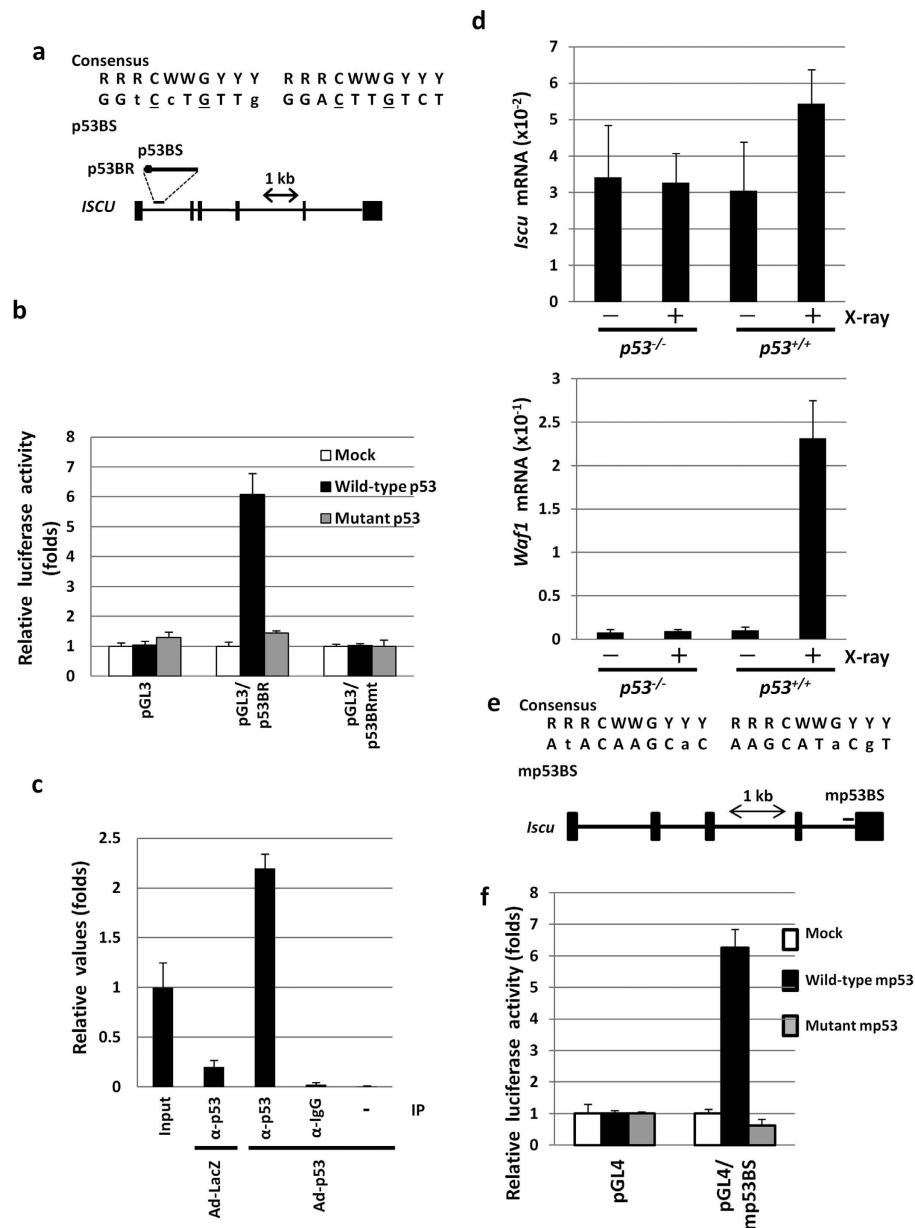 a
Consensus
R R R C W W G Y Y Y R R R C W W G Y Y Y
G G t C c T G T T g G G A C T T G T C T
p53BS
p53BS
p53BR
1 kb
ISCU
b
Relative luciferase activity (folds)
8
7
6
5
4
3
2
1
0
Mock
Wild-type p53
Mutant p53
pGL3
pGL3/
p53BR
pGL3/
p53BRmt
c
Relative values (folds)
2.5
2
1.5
1
0.5
0
Input
α-p53
α-p53
α-IgG
-
IP
Ad-LacZ
Ad-p53
d
Iscu mRNA (x10⁻²)
7
6
5
4
3
2
1
0
− + − + X-ray
p53⁻/⁻ p53⁺/⁺
Waf1 mRNA (x10⁻¹)
3
2.5
2
1.5
1
0.5
0
− + − + X-ray
p53⁻/⁻ p53⁺/⁺
e
Consensus
R R R C W W G Y Y Y R R R C W W G Y Y Y
A t A C A A G C a C A A G C A T a C g T
mp53BS
1 kb
mp53BS
Iscu
f
Relative luciferase activity (folds)
8
7
6
5
4
3
2
1
0
Mock
Wild-type mp53
Mutant mp53
pGL4
pGL4/
mp53BS